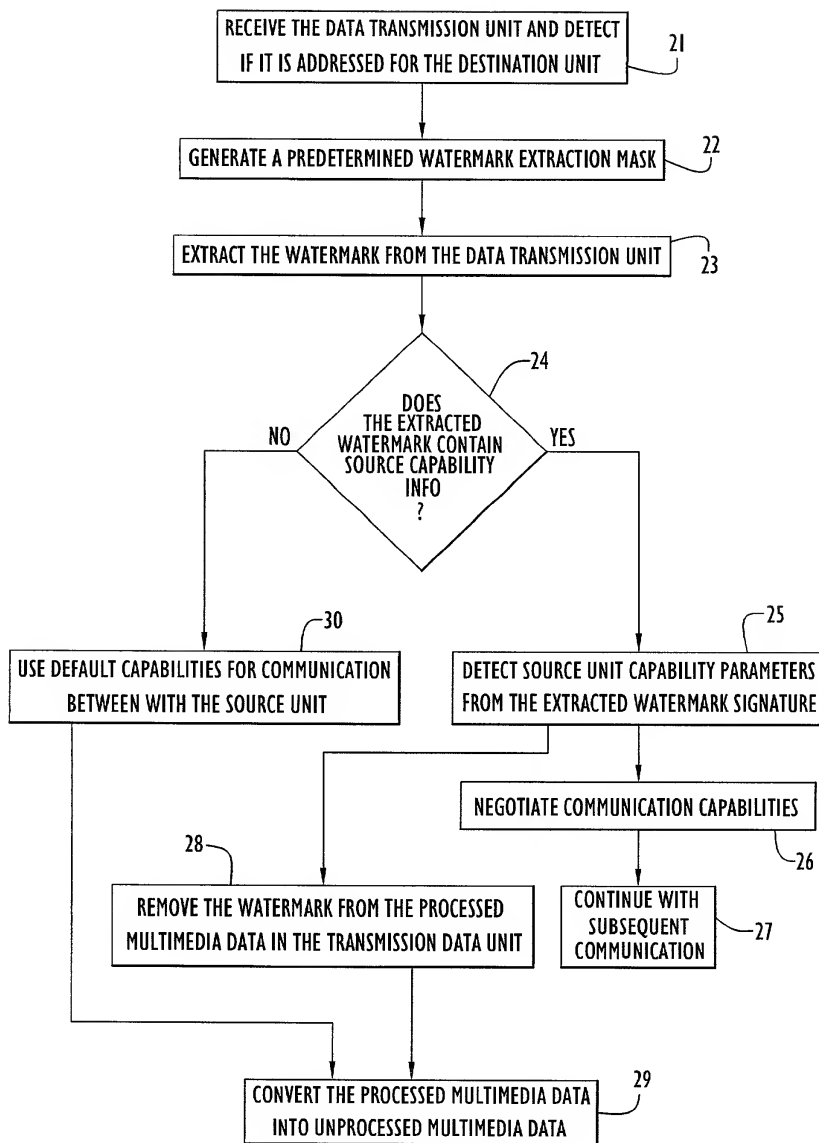 RECEIVE THE DATA TRANSMISSION UNIT AND DETECT
IF IT IS ADDRESSED FOR THE DESTINATION UNIT
21
22
GENERATE A PREDETERMINED WATERMARK EXTRACTION MASK
EXTRACT THE WATERMARK FROM THE DATA TRANSMISSION UNIT
23
24
DOES
THE EXTRACTED
WATERMARK CONTAIN
SOURCE CAPABILITY
INFO
?
NO
YES
30
USE DEFAULT CAPABILITIES FOR COMMUNICATION
BETWEEN WITH THE SOURCE UNIT
25
DETECT SOURCE UNIT CAPABILITY PARAMETERS
FROM THE EXTRACTED WATERMARK SIGNATURE
NEGOTIATE COMMUNICATION CAPABILITIES
26
28
REMOVE THE WATERMARK FROM THE PROCESSED
MULTIMEDIA DATA IN THE TRANSMISSION DATA UNIT
CONTINUE WITH
SUBSEQUENT
COMMUNICATION
27
CONVERT THE PROCESSED MULTIMEDIA DATA
INTO UNPROCESSED MULTIMEDIA DATA
29